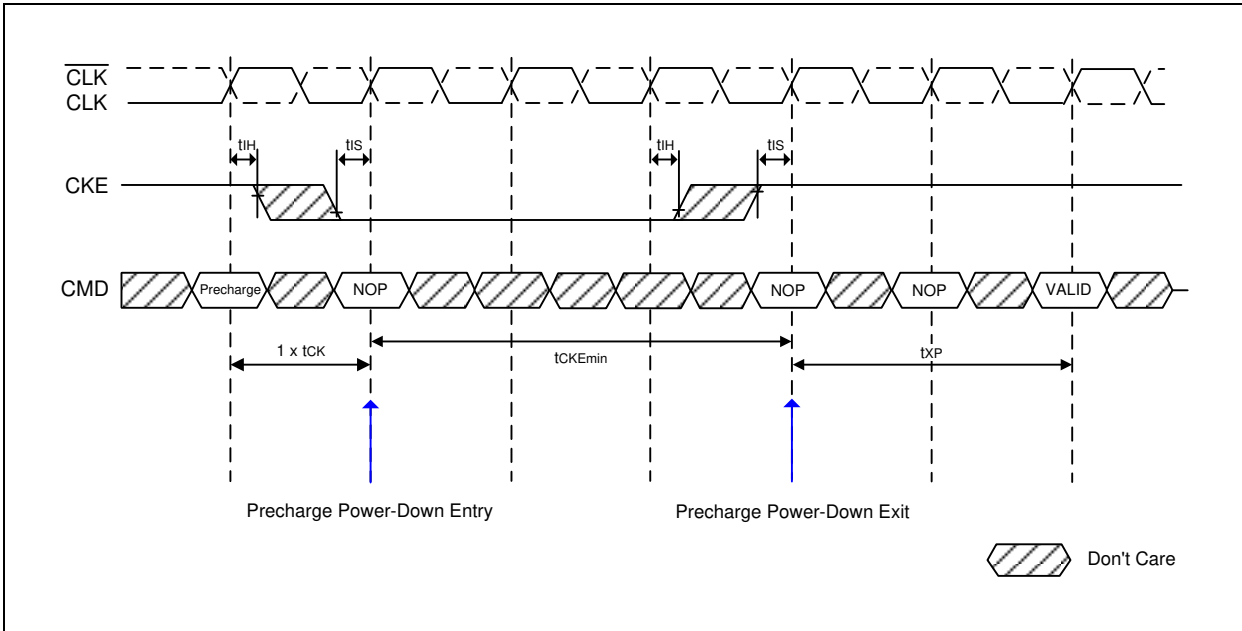 CLK
CLK
tIH
tIS
tIH
tIS
CKE
CMD
Precharge
NOP
NOP
NOP
VALID
1 x tCK
tCKEmin
tXP
Precharge Power-Down Entry
Precharge Power-Down Exit
Don't Care